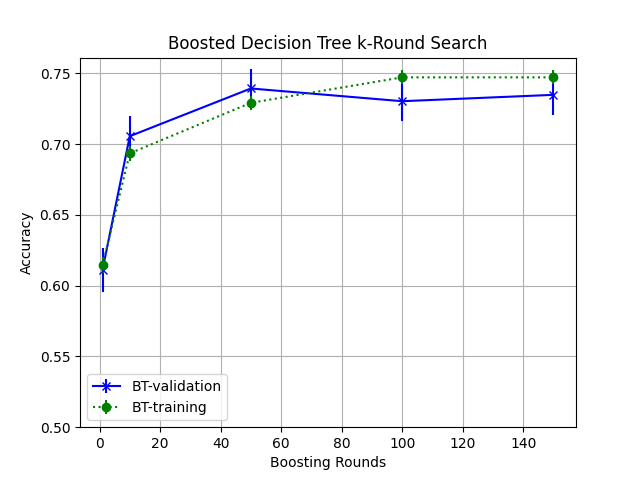 Boosted Decision Tree k-Round Search
0.75
0.70
0.65
0.60
0.55
0.50
Accuracy
BT-validation
BT-training
0 20 40 60 80 100 120 140
Boosting Rounds